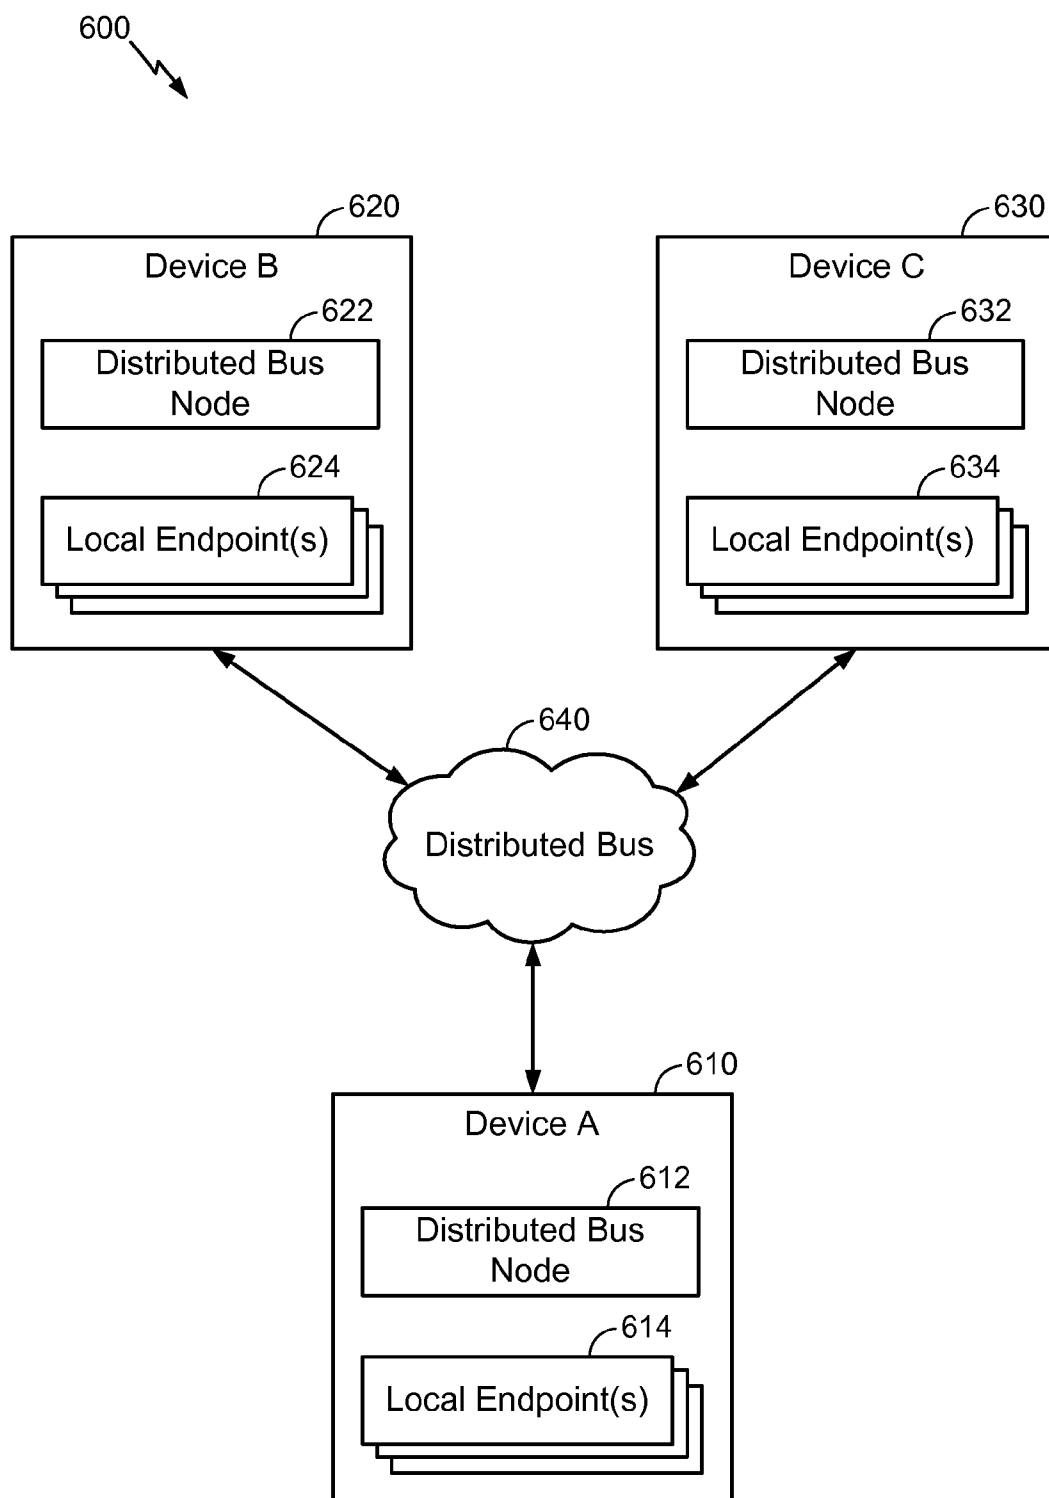 600
620
630
Device B
Device C
622
632
Distributed Bus
Node
Distributed Bus
Node
624
634
Local Endpoint(s)
Local Endpoint(s)
640
Distributed Bus
610
Device A
612
Distributed Bus
Node
614
Local Endpoint(s)